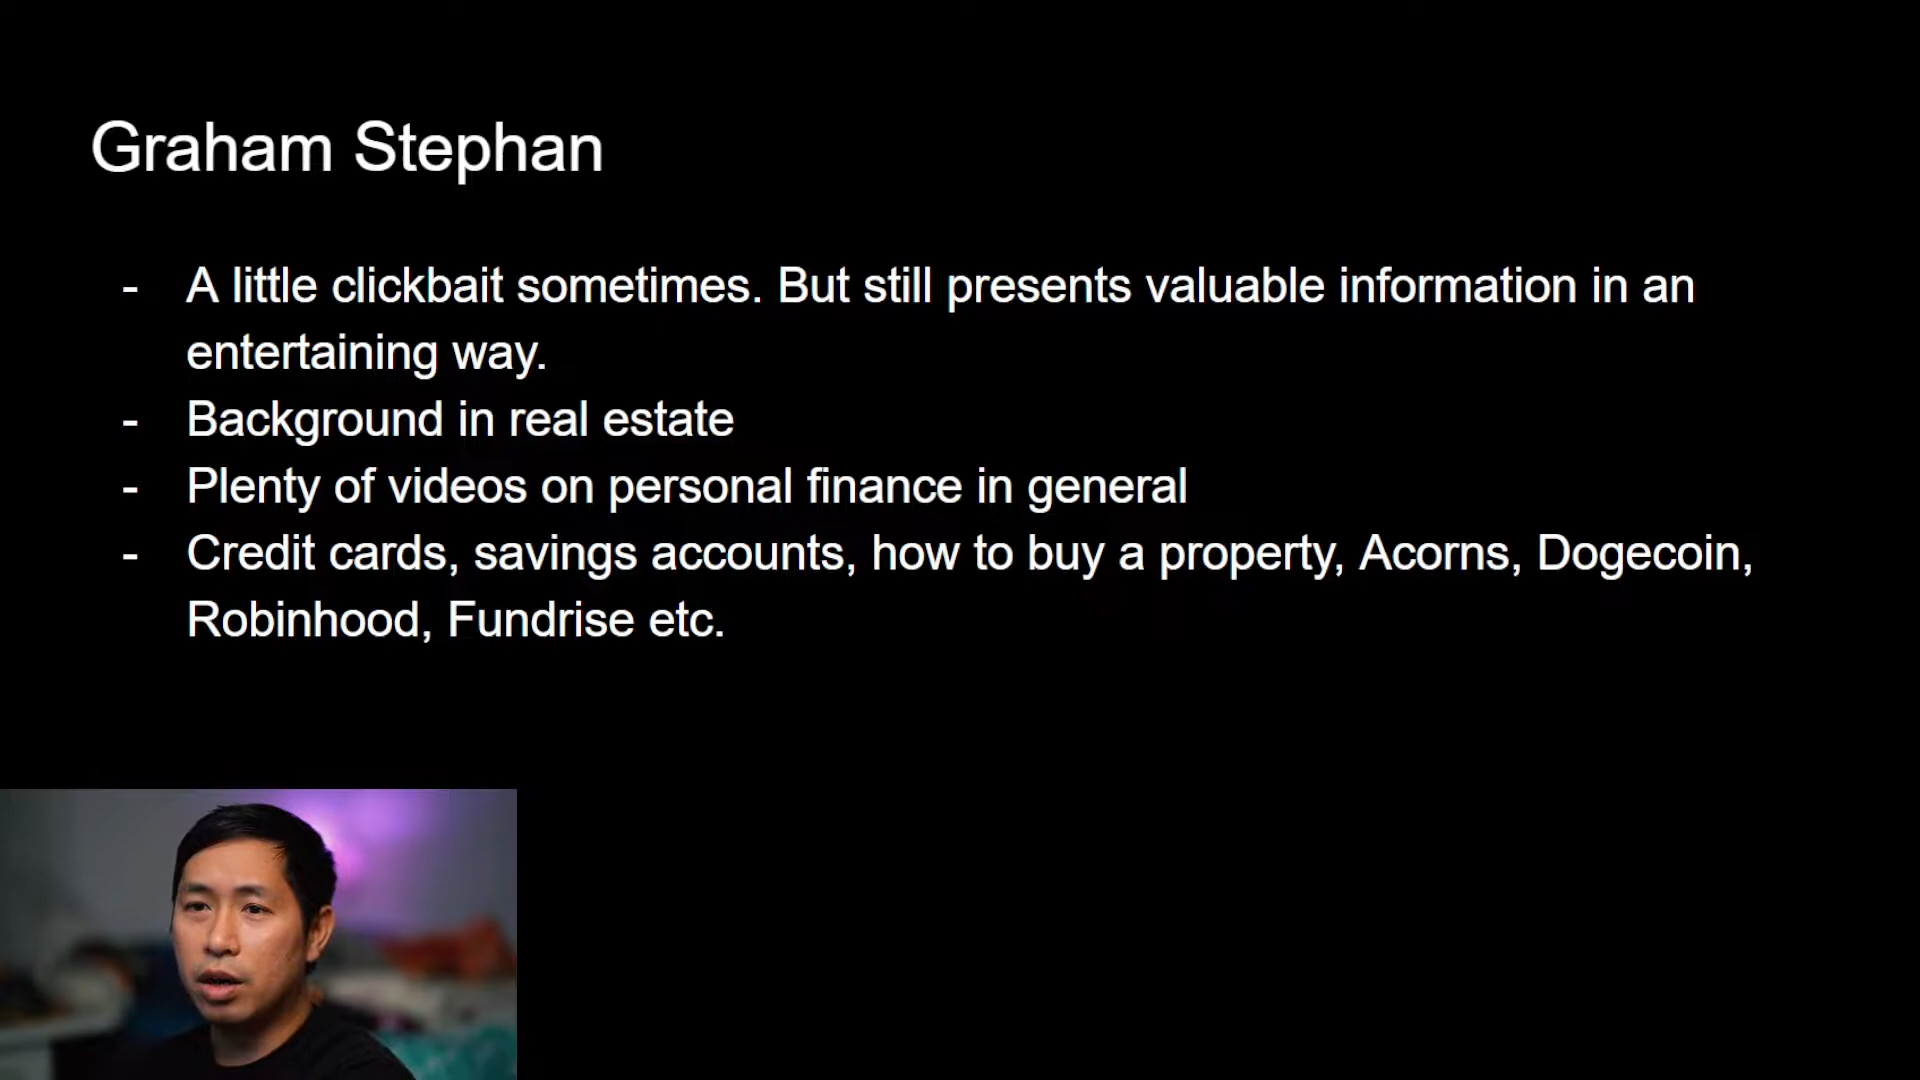 Graham Stephan
- A little clickbait sometimes. But still presents valuable information in an
entertaining way.
- Background in real estate
- Plenty of videos on personal finance in general
- Credit cards, savings accounts, how to buy a property, Acorns, Dogecoin,
Robinhood, Fundrise etc.